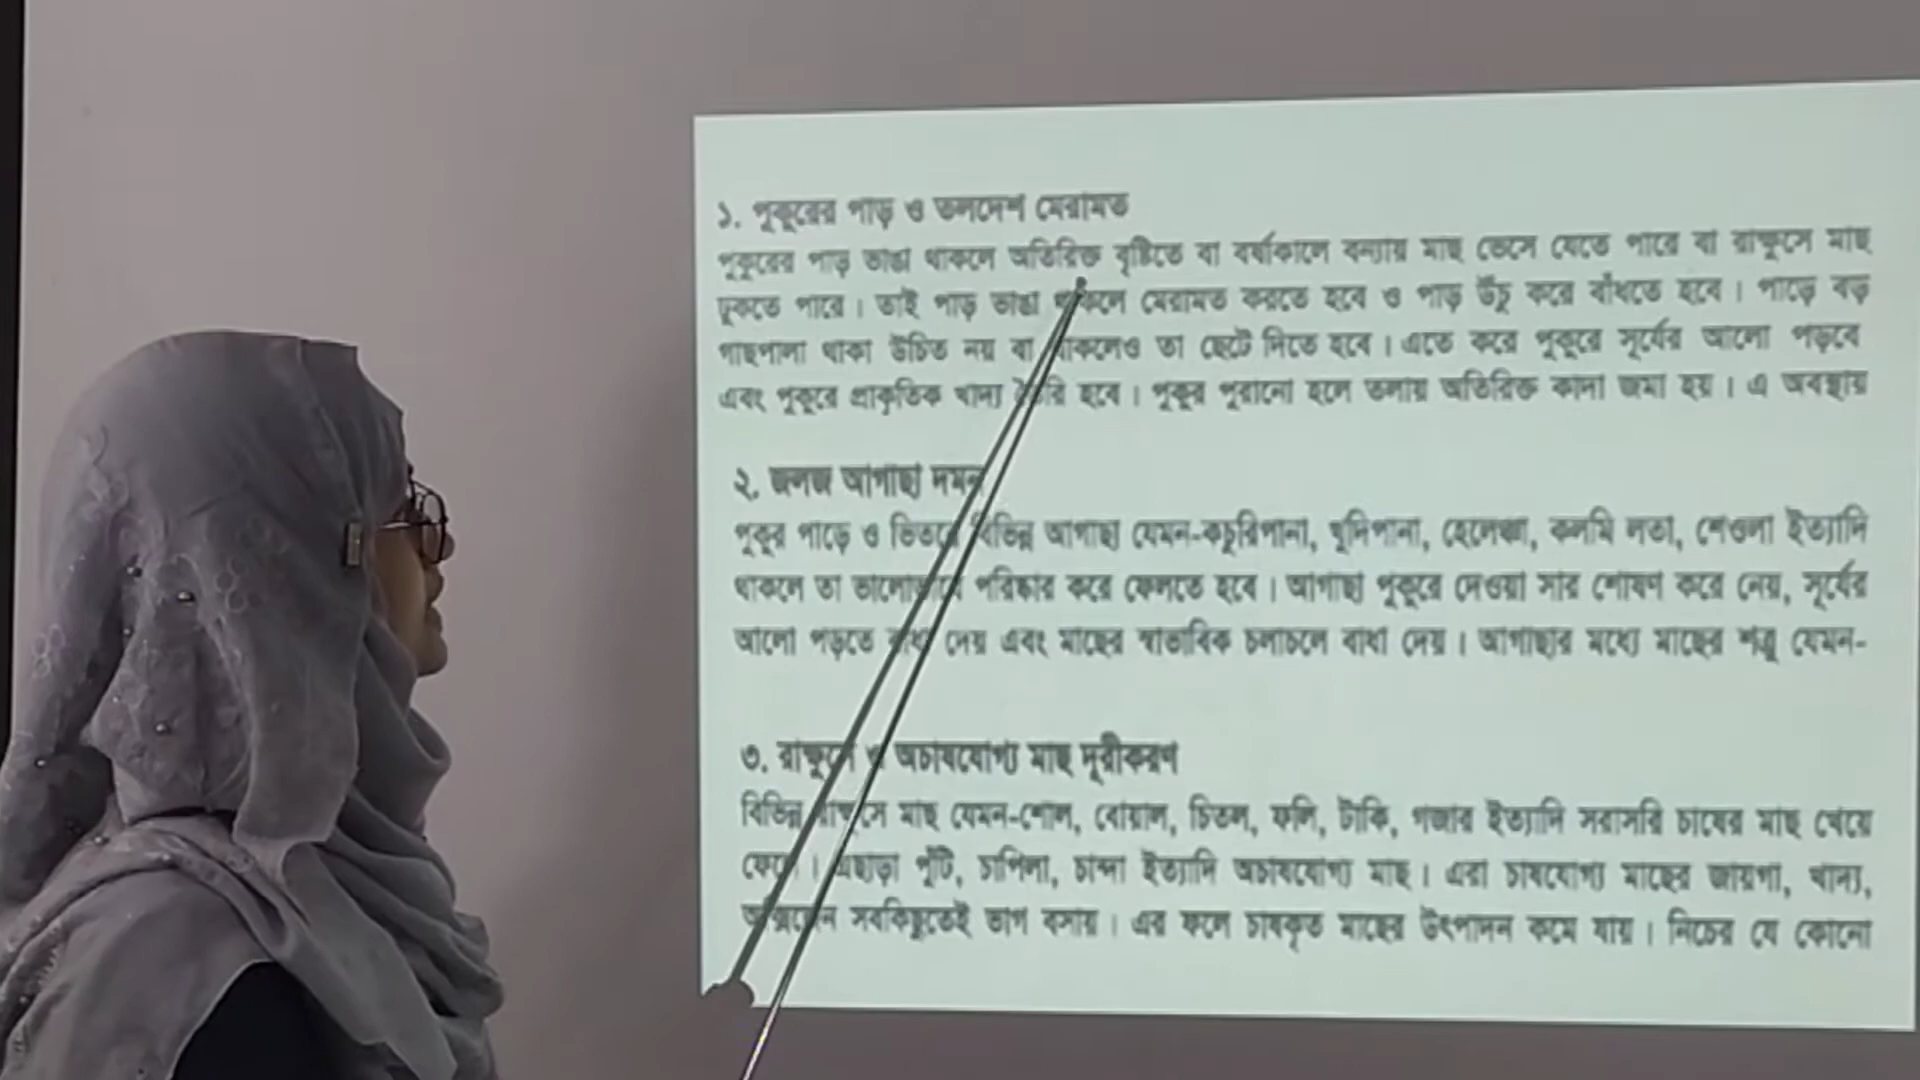 ১. পুকুরের পাড় ও তলদেশ মেরামত
পুকুরের পাড় ভাঙা থাকলে অতিরিক্ত বৃষ্টিতে বা বর্ষাকালে বন্যায় মাছ ভেসে যেতে পারে বা রাক্ষুসে মাছ
ঢুকতে পারে। তাই পাড় ভাঙা থাকলে মেরামত করতে হবে ও পাড় উঁচু করে বাঁধতে হবে। পাড়ে বড়
গাছপালা থাকা উচিত নয় বা থাকলেও তা ছেটে দিতে হবে। এতে করে পুকুরে সূর্যের আলো পড়বে
এবং পুকুরে প্রাকৃতিক খাদ্য তৈরি হবে। পুকুর পুরানো হলে তলায় অতিরিক্ত কাদা জমা হয়। এ অবস্থায়
২. জলজ আগাছা দমন
পুকুর পাড়ে ও ভিতরে বিভিন্ন আগাছা যেমন-কচুরিপানা, খুদিপানা, হেলেঞ্চা, কলমি লতা, শেওলা ইত্যাদি
থাকলে তা ভালোভাবে পরিষ্কার করে ফেলতে হবে। আগাছা পুকুরে দেওয়া সার শোষণ করে নেয়, সূর্যের
আলো পড়তে বাধা দেয় এবং মাছের স্বাভাবিক চলাচলে বাধা দেয়। আগাছার মধ্যে মাছের শত্রু যেমন-
৩. রাক্ষুসে ও অচাষযোগ্য মাছ দূরীকরণ
বিভিন্ন রাক্ষুসে মাছ যেমন-শোল, বোয়াল, চিতল, ফলি, টাকি, গজার ইত্যাদি সরাসরি চাষের মাছ খেয়ে
ফেলে। এছাড়া পুঁটি, চাপিলা, চান্দা ইত্যাদি অচাষযোগ্য মাছ। এরা চাষযোগ্য মাছের জায়গা, খাদ্য,
অক্সিজেন সবকিছুতেই ভাগ বসায়। এর ফলে চাষকৃত মাছের উৎপাদন কমে যায়। নিচের যে কোনো